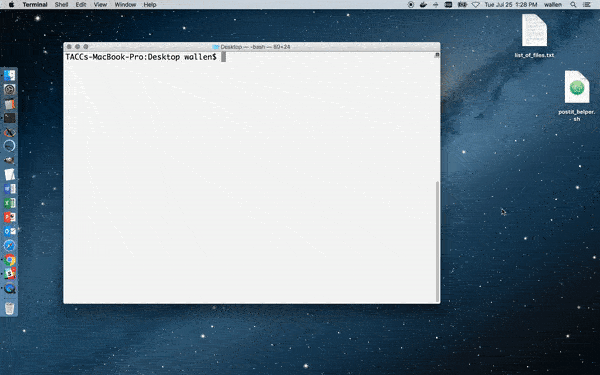 Terminal Shell Edit View Window Help Tue Jul 25 1:28 PM wallen
list_of_files.txt
Desktop — -bash — 89×24
TACCs-MacBook-Pro:Desktop wallen$
postit_helper.
sh